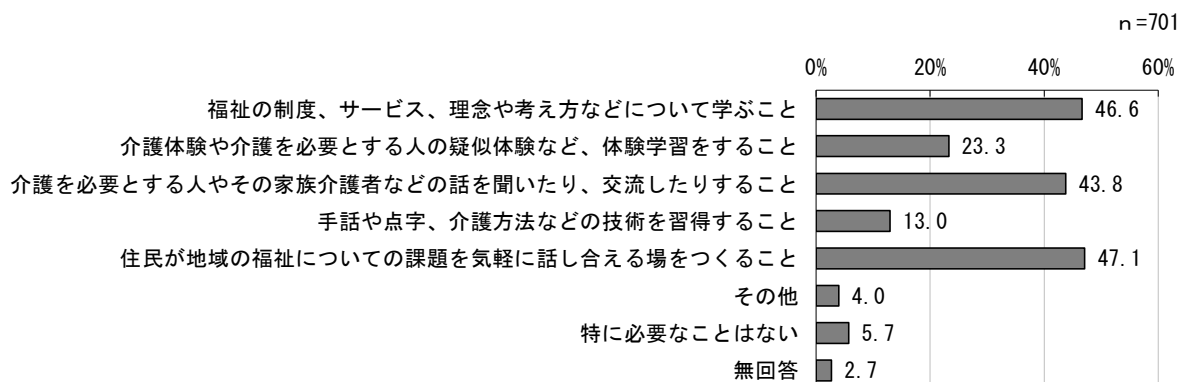 n=701
0% 20% 40% 60%
福祉の制度、サービス、理念や考え方などについて学ぶこと 46.6
介護体験や介護を必要とする人の疑似体験など、体験学習をすること 23.3
介護を必要とする人やその家族介護者などの話を聞いたり、交流したりすること 43.8
手話や点字、介護方法などの技術を習得すること 13.0
住民が地域の福祉についての課題を気軽に話し合える場をつくること 47.1
その他 4.0
特に必要なことはない 5.7
無回答 2.7